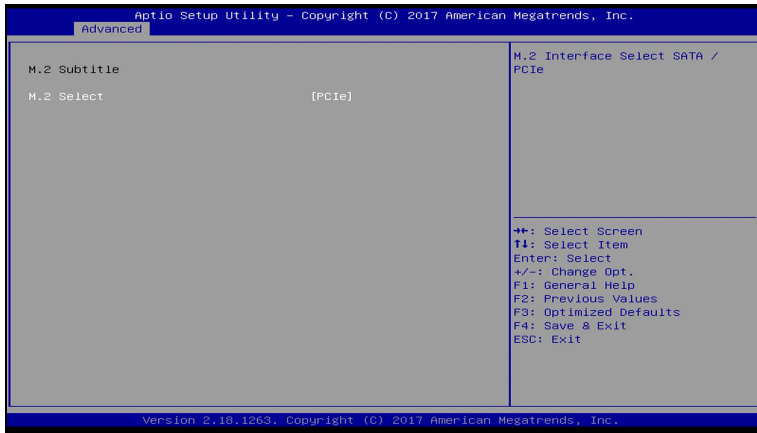 Aptio Setup Utility – Copyright (C) 2017 American Megatrends, Inc.
Advanced
M.2 Subtitle
M.2 Select [PCIe]
M.2 Interface Select SATA /
PCIe
→←: Select Screen
↑↓: Select Item
Enter: Select
+/-: Change Opt.
F1: General Help
F2: Previous Values
F3: Optimized Defaults
F4: Save & Exit
ESC: Exit
Version 2.18.1263. Copyright (C) 2017 American Megatrends, Inc.